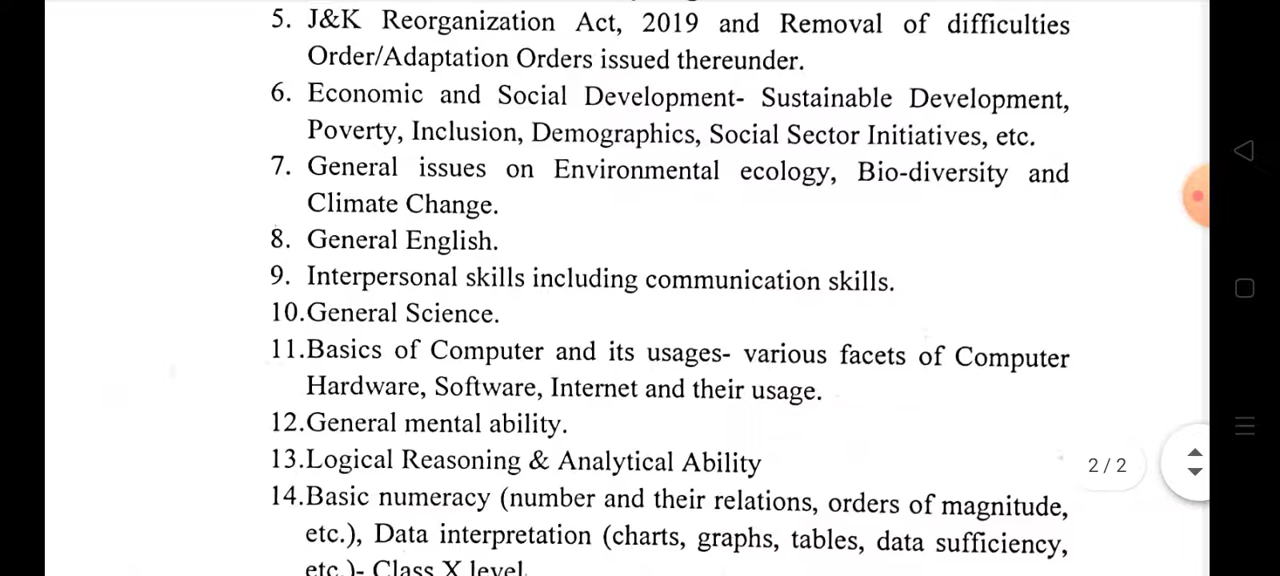 5. J&K Reorganization Act, 2019 and Removal of difficulties
Order/Adaptation Orders issued thereunder.
6. Economic and Social Development- Sustainable Development,
Poverty, Inclusion, Demographics, Social Sector Initiatives, etc.
7. General issues on Environmental ecology, Bio-diversity and
Climate Change.
8. General English.
9. Interpersonal skills including communication skills.
10.General Science.
11.Basics of Computer and its usages- various facets of Computer
Hardware, Software, Internet and their usage.
12.General mental ability.
13.Logical Reasoning & Analytical Ability
2/2
14.Basic numeracy (number and their relations, orders of magnitude,
etc.), Data interpretation (charts, graphs, tables, data sufficiency,
etc.)- Class X level.